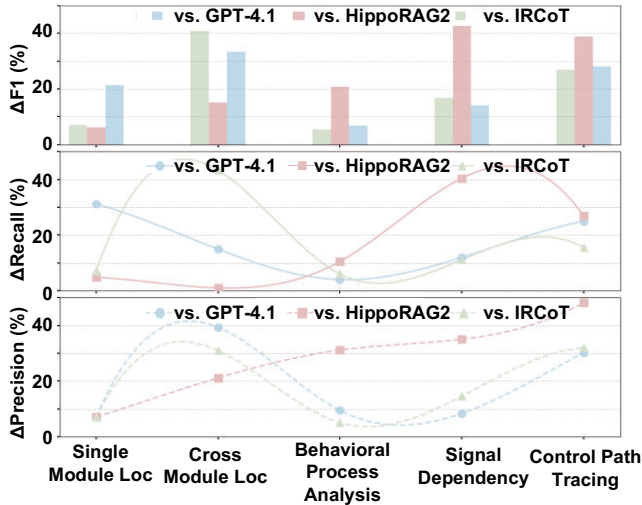 vs. GPT-4.1 vs. HippoRAG2 vs. IRCoT
ΔF1 (%)
40
20
0
vs. GPT-4.1 vs. HippoRAG2 vs. IRCoT
ΔRecall (%)
40
20
0
vs. GPT-4.1 vs. HippoRAG2 vs. IRCoT
ΔPrecision (%)
40
20
0
Single
Module Loc
Cross
Module Loc
Behavioral
Process
Analysis
Signal
Dependency
Control Path
Tracing